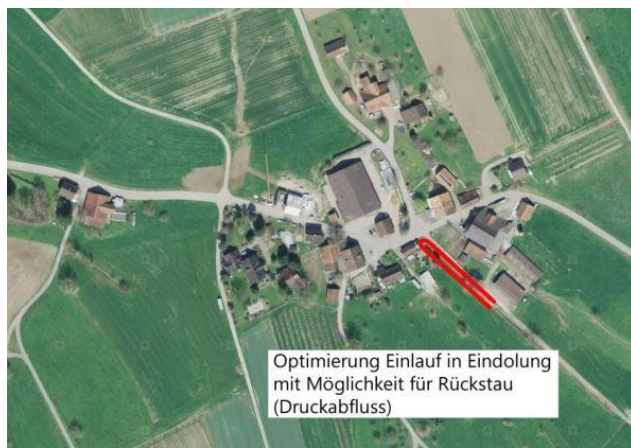 Optimierung Einlauf in Eindolung
mit Möglichkeit für Rückstau
(Druckabfluss)